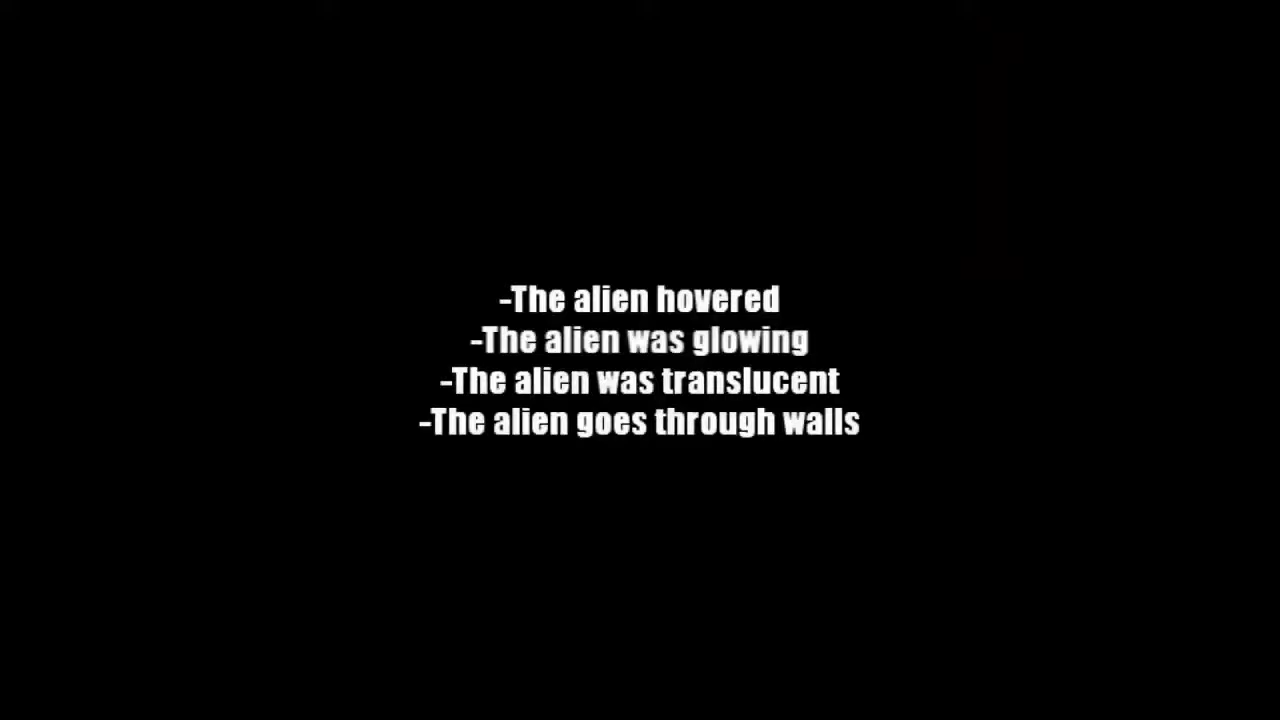 -The alien hovered
-The alien was glowing
-The alien was translucent
-The alien goes through walls